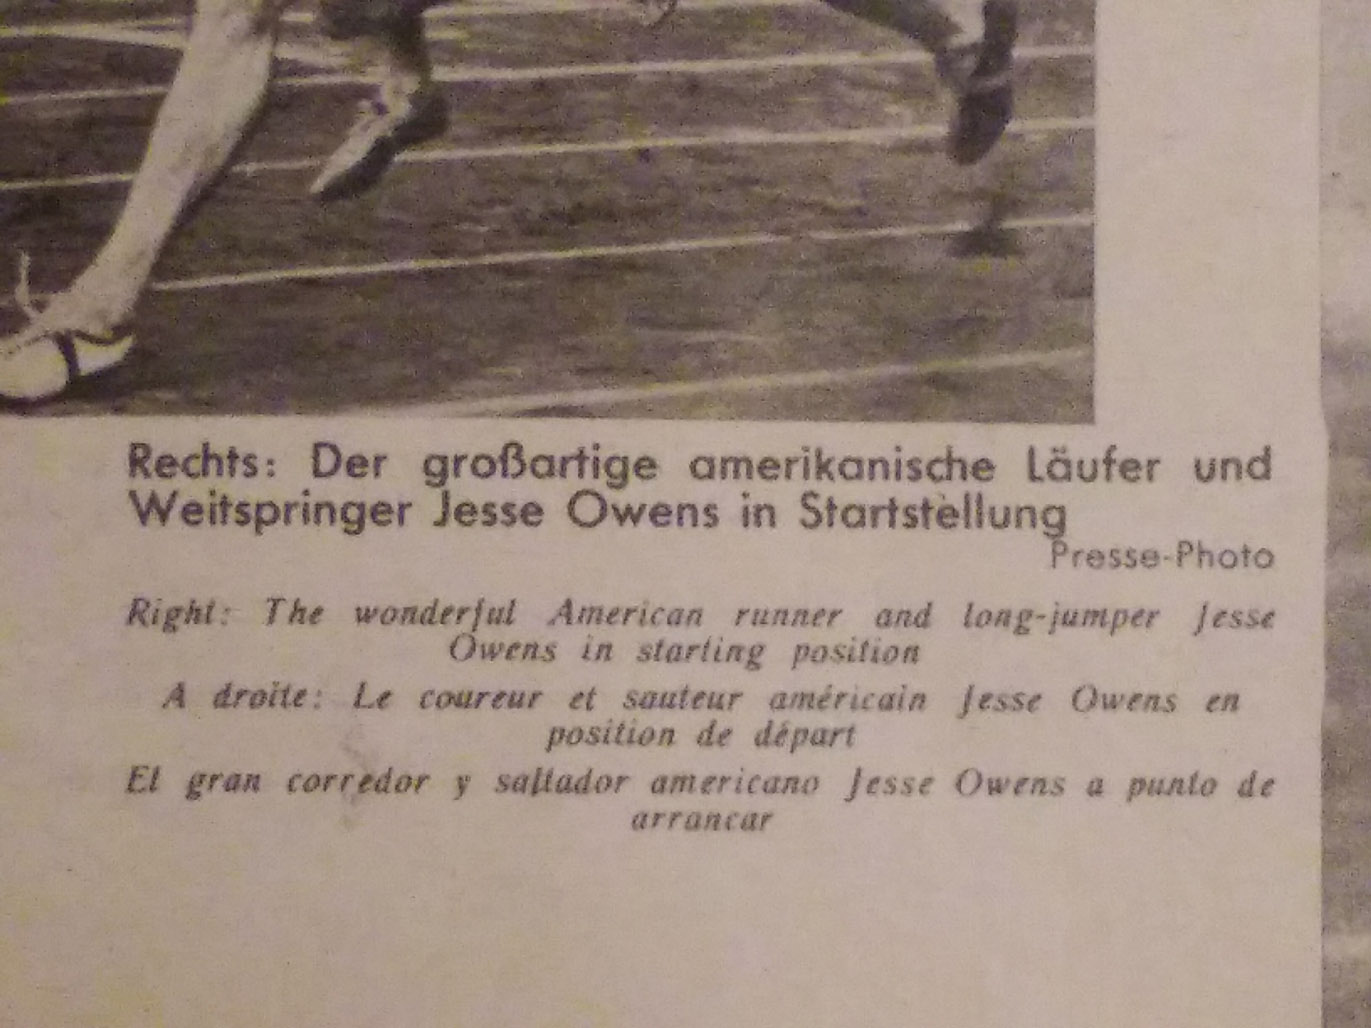 Rechts: Der großartige amerikanische Läufer und
Weitspringer Jesse Owens in Startstellung
Presse-Photo
Right: The wonderful American runner and long-jumper Jesse
Owens in starting position
A droite: Le coureur et sauteur américain Jesse Owens en
position de départ
El gran corredor y saltador americano Jesse Owens a punto de
arrancar